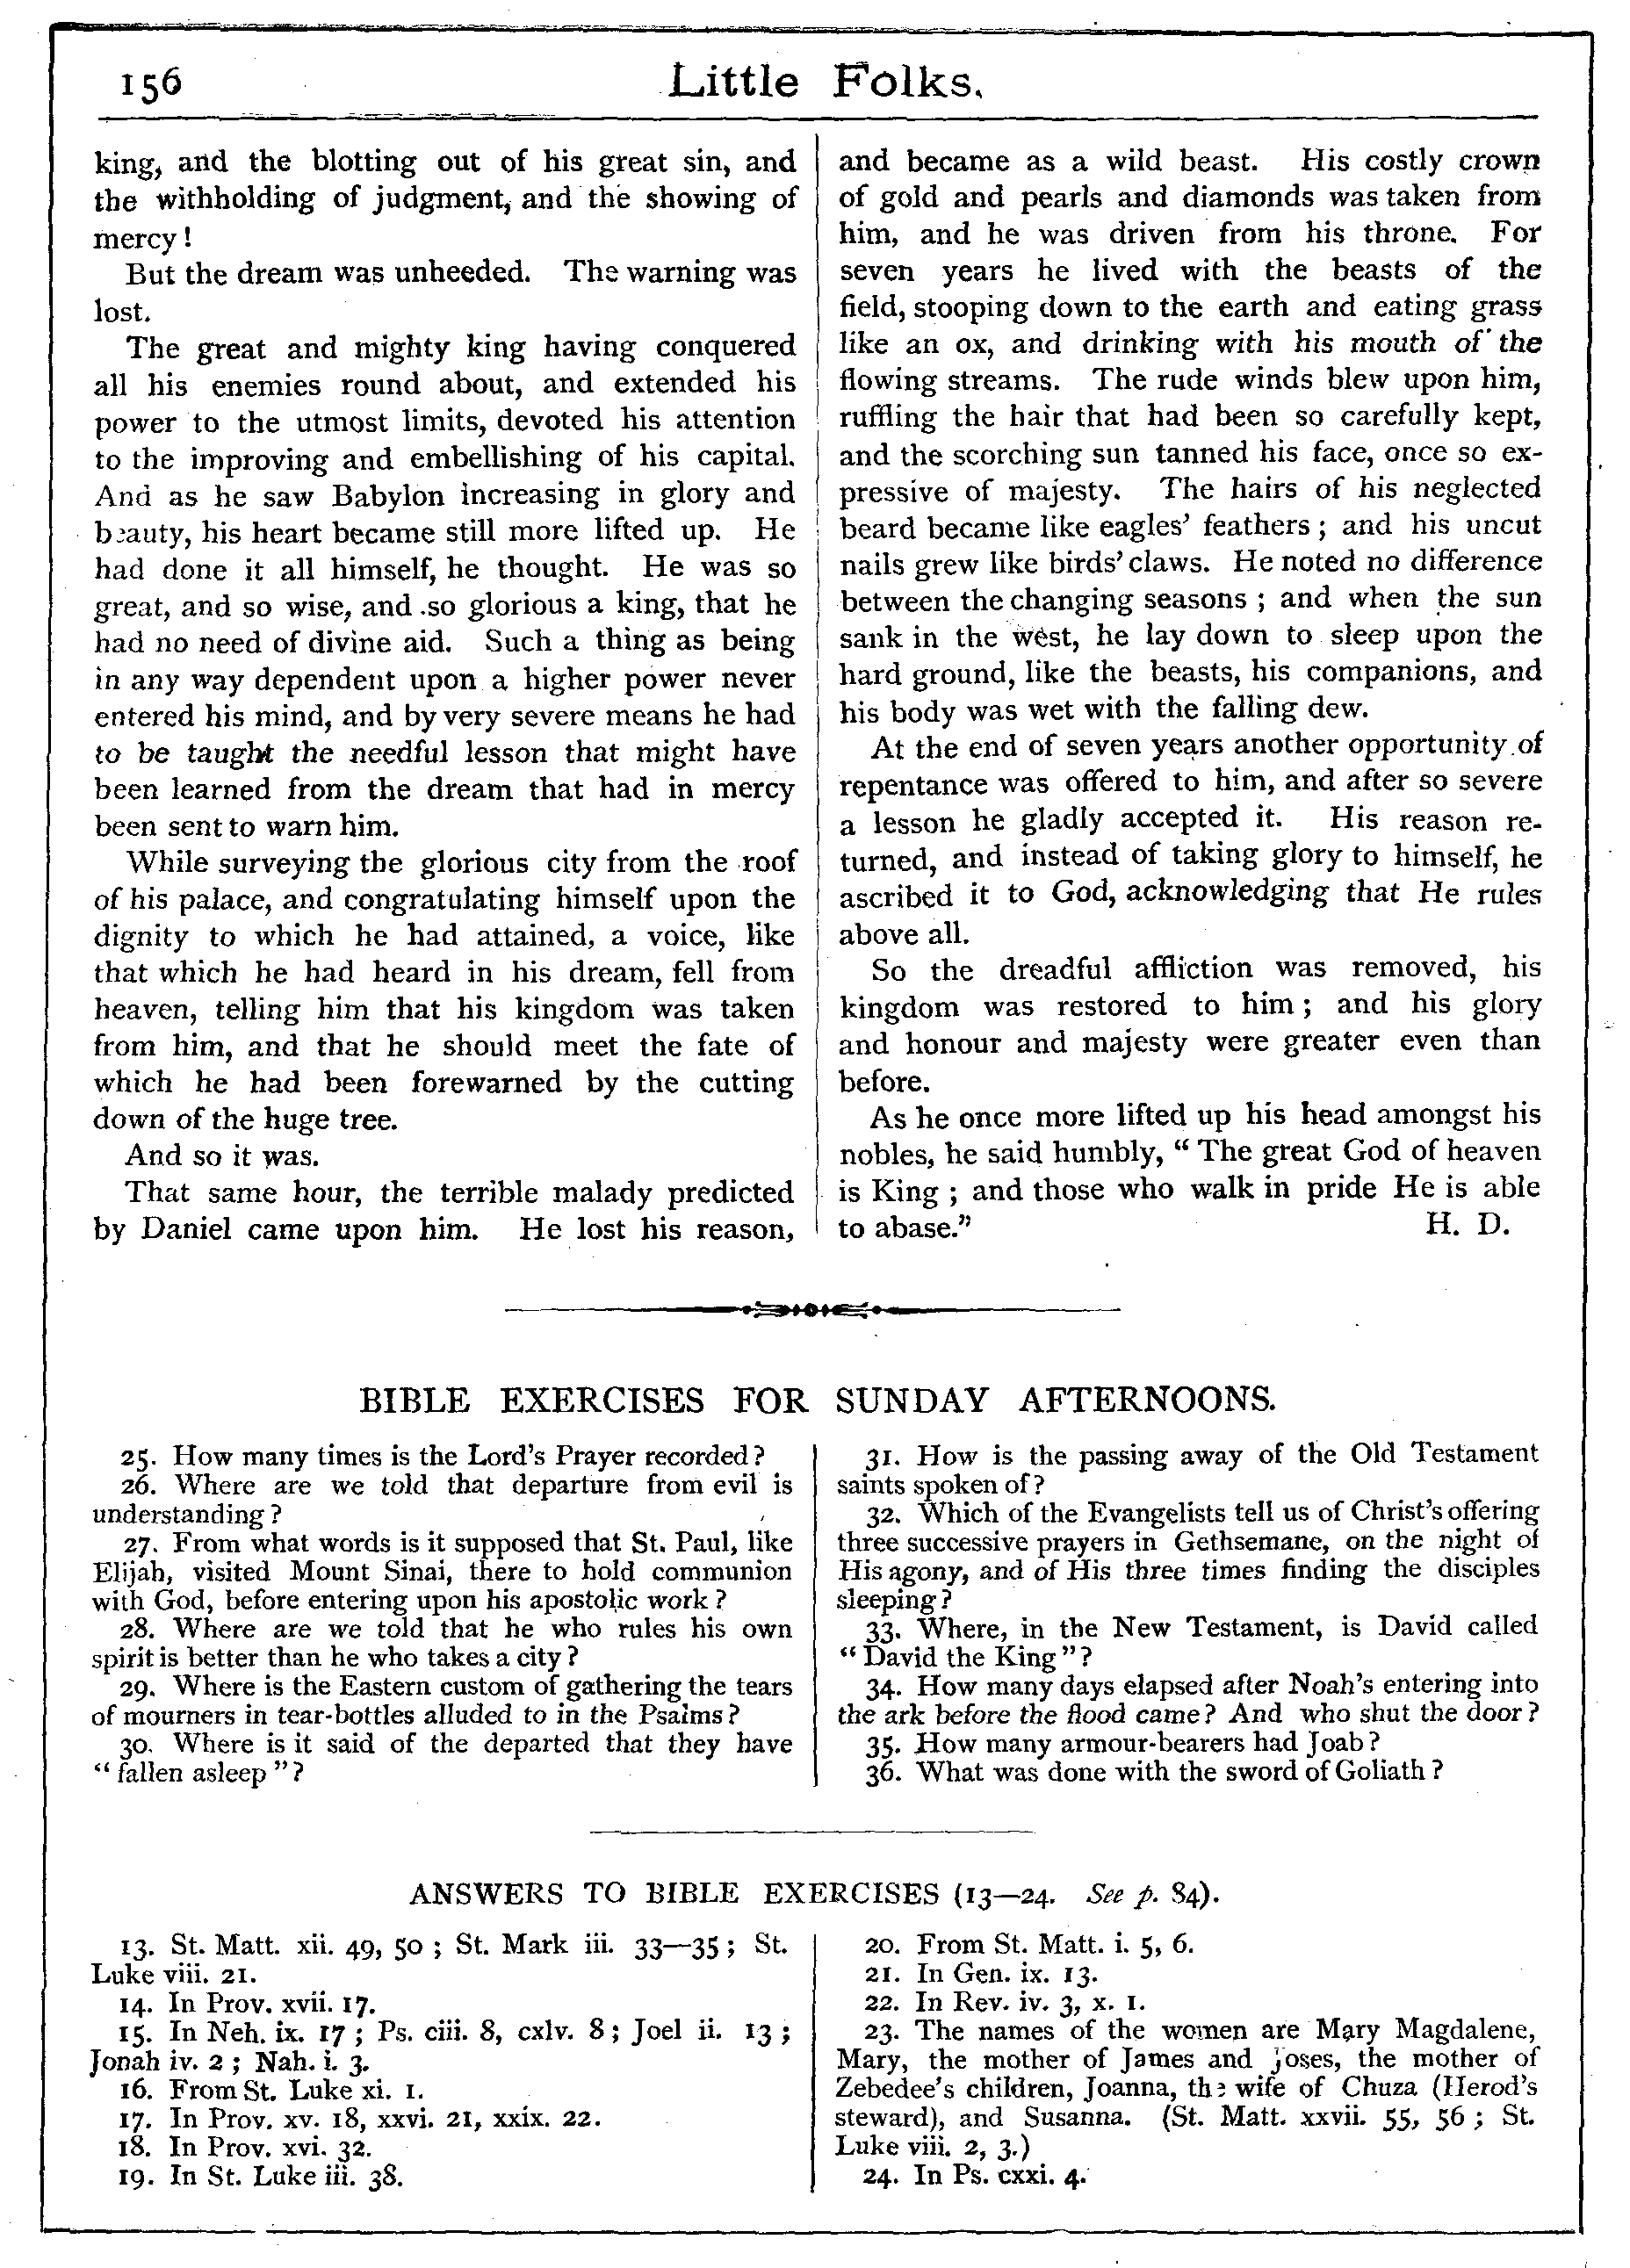 156
Little Folks.
king, and the blotting out of his great sin, and
the withholding of judgment, and the showing of
mercy!
But the dream was unheeded. The warning was
lost.
The great and mighty king having conquered
all his enemies round about, and extended his
power to the utmost limits, devoted his attention
to the improving and embellishing of his capital.
And as he saw Babylon increasing in glory and
beauty, his heart became still more lifted up. He
had done it all himself, he thought. He was so
great, and so wise, and so glorious a king, that he
had no need of divine aid. Such a thing as being
in any way dependent upon a higher power never
entered his mind, and by very severe means he had
to be taught the needful lesson that might have
been learned from the dream that had in mercy
been sent to warn him.
While surveying the glorious city from the roof
of his palace, and congratulating himself upon the
dignity to which he had attained, a voice, like
that which he had heard in his dream, fell from
heaven, telling him that his kingdom was taken
from him, and that he should meet the fate of
which he had been forewarned by the cutting
down of the huge tree.
And so it was.
That same hour, the terrible malady predicted
by Daniel came upon him. He lost his reason,
and became as a wild beast. His costly crown
of gold and pearls and diamonds was taken from
him, and he was driven from his throne. For
seven years he lived with the beasts of the
field, stooping down to the earth and eating grass
like an ox, and drinking with his mouth of the
flowing streams. The rude winds blew upon him,
ruffling the hair that had been so carefully kept,
and the scorching sun tanned his face, once so ex-
pressive of majesty. The hairs of his neglected
beard became like eagles' feathers; and his uncut
nails grew like birds' claws. He noted no difference
between the changing seasons; and when the sun
sank in the west, he lay down to sleep upon the
hard ground, like the beasts, his companions, and
his body was wet with the falling dew.
At the end of seven years another opportunity of
repentance was offered to him, and after so severe
a lesson he gladly accepted it. His reason re-
turned, and instead of taking glory to himself, he
ascribed it to God, acknowledging that He rules
above all.
So the dreadful affliction was removed, his
kingdom was restored to him; and his glory
and honour and majesty were greater even than
before.
As he once more lifted up his head amongst his
nobles, he said humbly, "The great God of heaven
is King; and those who walk in pride He is able
to abase." H. D.
BIBLE EXERCISES FOR SUNDAY AFTERNOONS.
25. How many times is the Lord's Prayer recorded?
26. Where are we told that departure from evil is
understanding?
27. From what words is it supposed that St. Paul, like
Elijah, visited Mount Sinai, there to hold communion
with God, before entering upon his apostolic work?
28. Where are we told that he who rules his own
spirit is better than he who takes a city?
29. Where is the Eastern custom of gathering the tears
of mourners in tear-bottles alluded to in the Psalms?
30. Where is it said of the departed that they have
"fallen asleep"?
31. How is the passing away of the Old Testament
saints spoken of?
32. Which of the Evangelists tell us of Christ's offering
three successive prayers in Gethsemane, on the night of
His agony, and of His three times finding the disciples
sleeping?
33. Where, in the New Testament, is David called
"David the King"?
34. How many days elapsed after Noah's entering into
the ark before the flood came? And who shut the door?
35. How many armour-bearers had Joab?
36. What was done with the sword of Goliath?
ANSWERS TO BIBLE EXERCISES (13—24. See p. 84).
13. St. Matt. xii. 49, 50; St. Mark iii. 33—35; St.
Luke viii. 21.
14. In Prov. xvii. 17.
15. In Neh. ix. 17; Ps. ciii. 8, cxlv. 8; Joel ii. 13;
Jonah iv. 2; Nah. i. 3.
16. From St. Luke xi. 1.
17. In Prov. xv. 18, xxvi. 21, xxix. 22.
18. In Prov. xvi. 32.
19. In St. Luke iii. 38.
20. From St. Matt. i. 5, 6.
21. In Gen. ix. 13.
22. In Rev. iv. 3, x. 1.
23. The names of the women are Mary Magdalene,
Mary, the mother of James and Joses, the mother of
Zebedee's children, Joanna, the wife of Chuza (Herod's
steward), and Susanna. (St. Matt. xxvii. 55, 56; St.
Luke viii. 2, 3.)
24. In Ps. cxxi. 4.